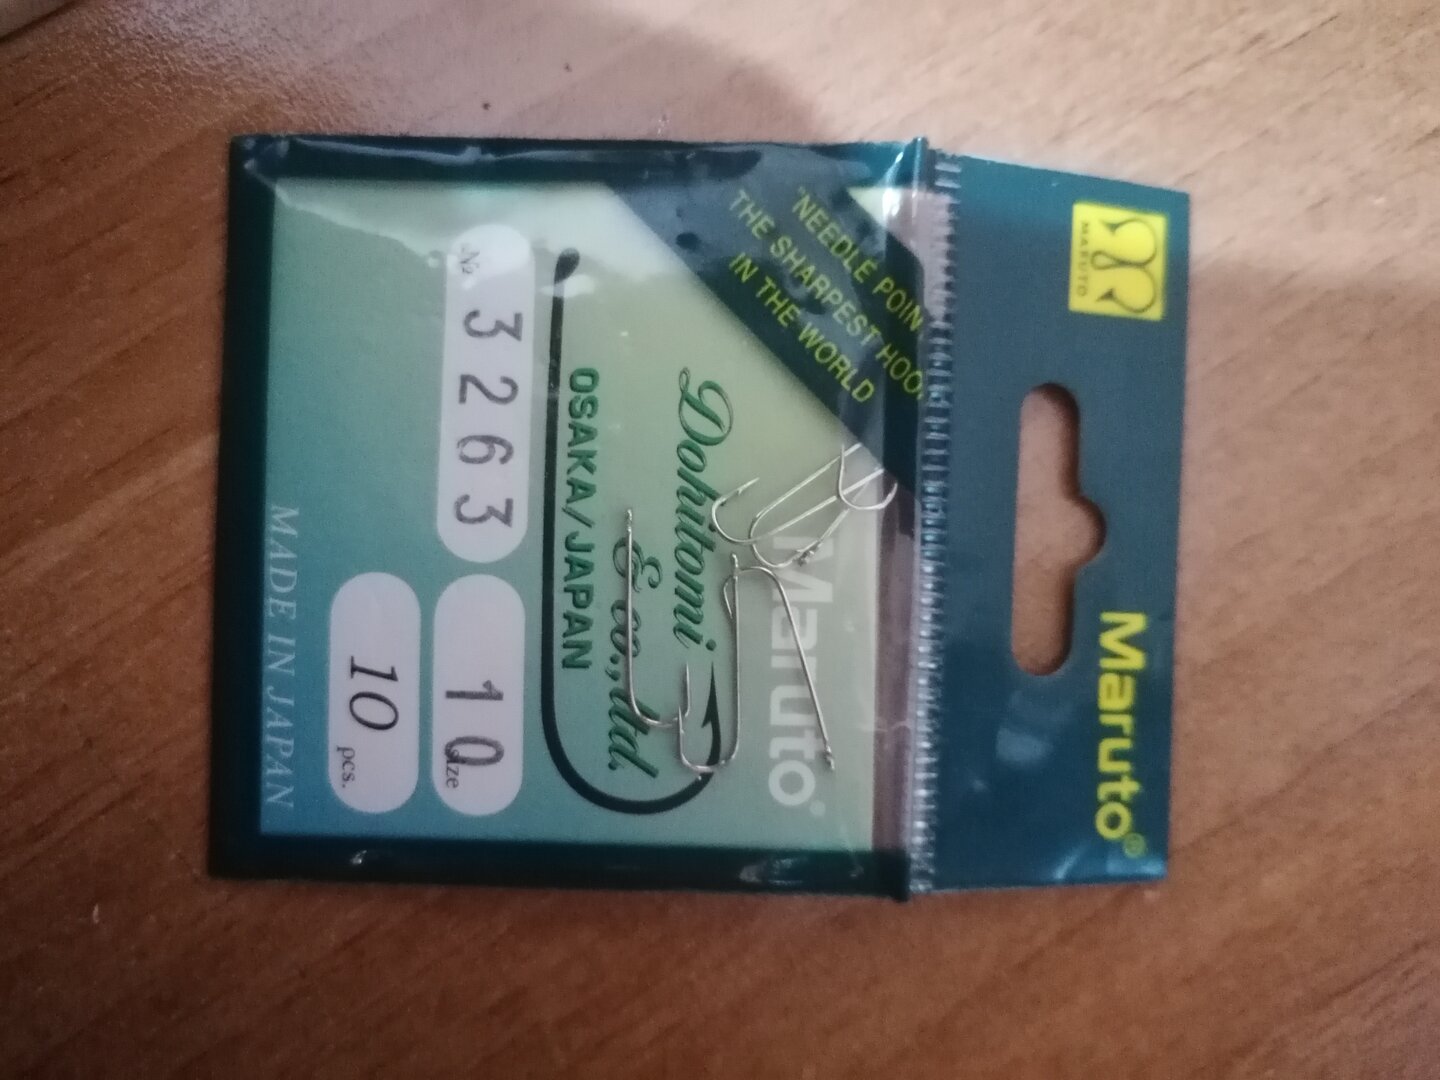 MARUTO
Maruto®
"NEEDLE POIN
THE SHARPEST HOO
IN THE WORLD
Maruto®
Dohitomi
& co., ltd.
OSAKA/JAPAN
№ 3263
10 size
10 pcs.
MADE IN JAPAN